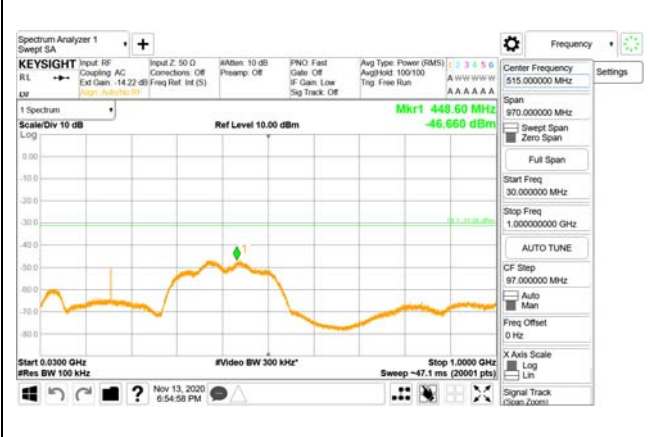 Spectrum Analyzer 1
Swept SA
Frequency
KEYSIGHT
RL
Input: RF
Coupling: AC
Ext Gain: -14.22 dB
Align: Auto/No RF
Input Z: 50 Ω
Corrections: Off
Freq Ref: Int (S)
#Atten: 10 dB
Preamp: Off
PNO: Fast
Gate: Off
IF Gain: Low
Sig Track: Off
Avg Type: Power (RMS)
Avg|Hold: 100/100
Trig: Free Run
1 2 3 4 5 6
A W W W W W
A A A A A A
1 Spectrum
Scale/Div 10 dB
Ref Level 10.00 dBm
Mkr1 448.60 MHz
-46.660 dBm
Log
0.00
-10.0
-20.0
-30.0
-40.0
-50.0
-60.0
-70.0
-80.0
1
Start 0.0300 GHz
#Res BW 100 kHz
#Video BW 300 kHz*
Stop 1.0000 GHz
Sweep ~47.1 ms (20001 pts)
Nov 13, 2020
6:54:58 PM
Center Frequency
515.000000 MHz
Settings
Span
970.000000 MHz
Swept Span
Zero Span
Full Span
Start Freq
30.000000 MHz
Stop Freq
1.000000000 GHz
AUTO TUNE
CF Step
97.000000 MHz
Auto
Man
Freq Offset
0 Hz
X Axis Scale
Log
Lin
Signal Track
(Span Zoom)